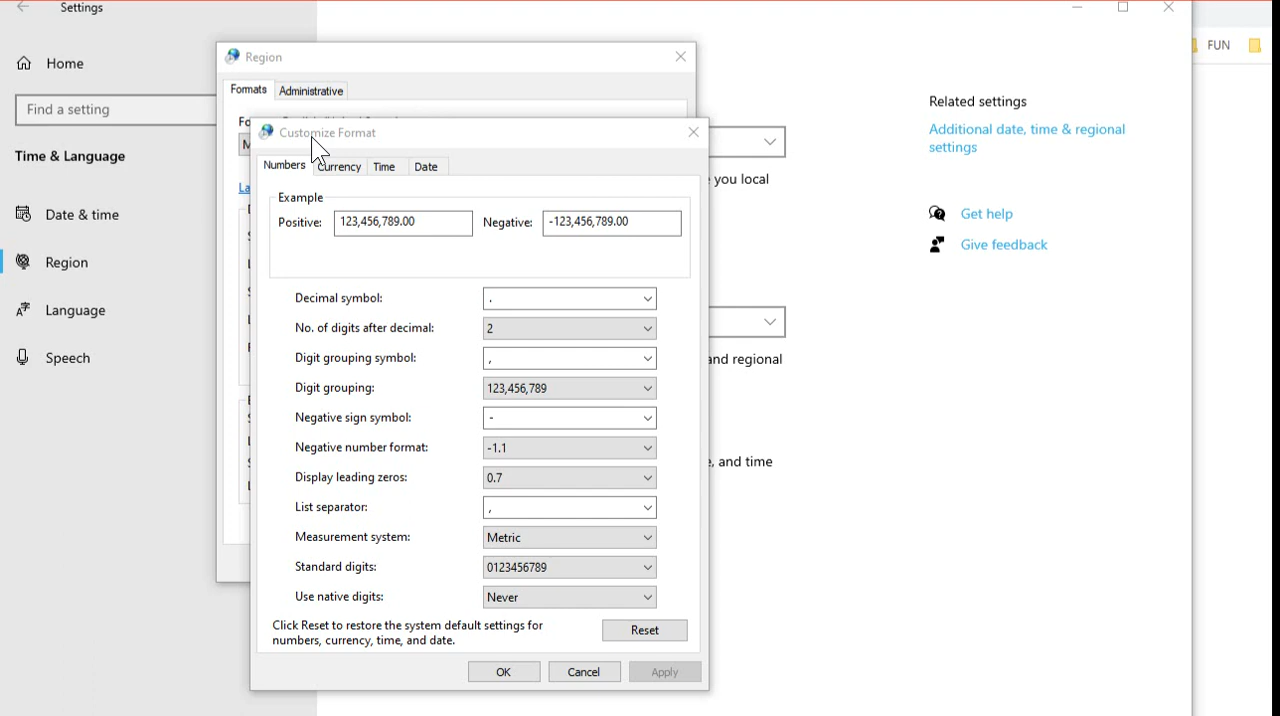 Settings
FUN
Home
Find a setting
Time & Language
Date & time
Region
Language
Speech
Region
Formats
Administrative
Customize Format
Numbers
Currency
Time
Date
Example
Positive: 123,456,789.00
Negative: -123,456,789.00
Decimal symbol: .
No. of digits after decimal: 2
Digit grouping symbol: ,
Digit grouping: 123,456,789
Negative sign symbol: -
Negative number format: -1.1
Display leading zeros: 0.7
List separator: ,
Measurement system: Metric
Standard digits: 0123456789
Use native digits: Never
Click Reset to restore the system default settings for
numbers, currency, time, and date.
Reset
OK
Cancel
Apply
you local
and regional
, and time
Related settings
Additional date, time & regional
settings
Get help
Give feedback